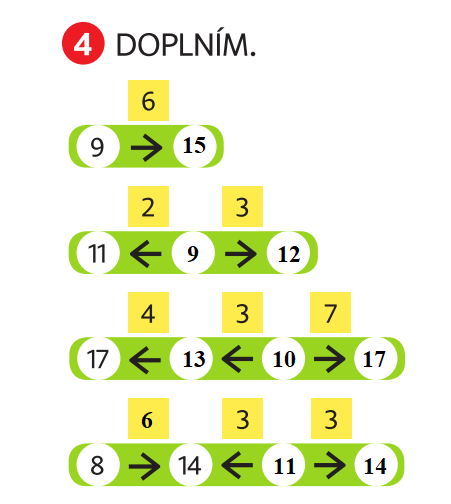 4 DOPLNÍM.
6
9 → 15
2 3
11 ← 9 → 12
4 3 7
17 ← 13 ← 10 → 17
6 3 3
8 → 14 ← 11 → 14